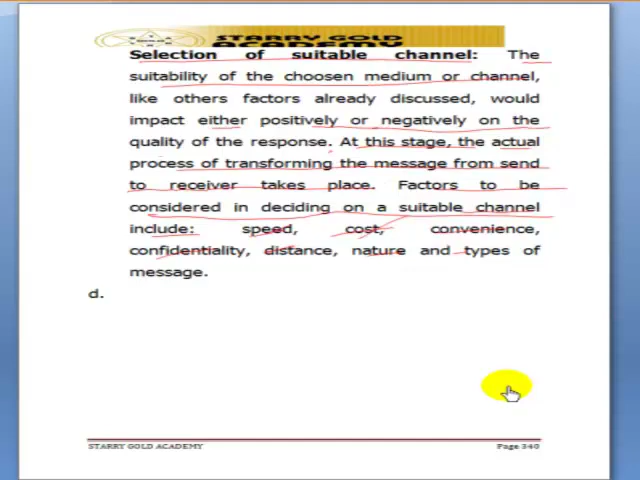 STARRY GOLD
ACADEMY
Selection of suitable channel: The
suitability of the choosen medium or channel,
like others factors already discussed, would
impact either positively or negatively on the
quality of the response. At this stage, the actual
process of transforming the message from send
to receiver takes place. Factors to be
considered in deciding on a suitable channel
include: speed, cost, convenience,
confidentiality, distance, nature and types of
message.
d.
STARRY GOLD ACADEMY Page 340